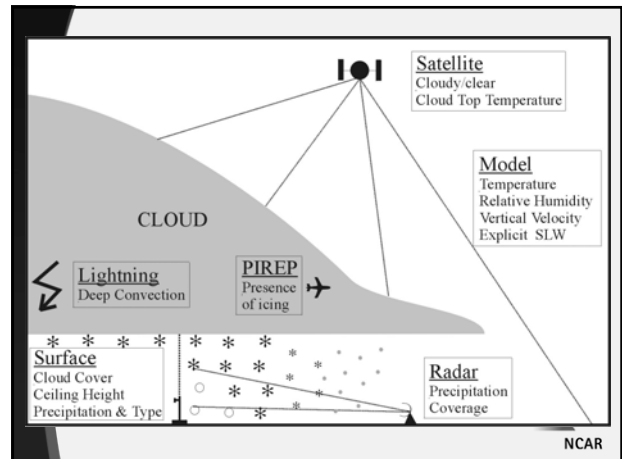 Satellite
Cloudy/clear
Cloud Top Temperature
Model
Temperature
Relative Humidity
Vertical Velocity
Explicit SLW
CLOUD
Lightning
Deep Convection
PIREP
Presence
of icing
Surface
Cloud Cover
Ceiling Height
Precipitation & Type
Radar
Precipitation
Coverage
NCAR